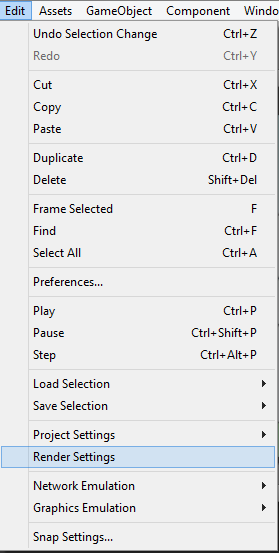 Edit Assets GameObject Component Windo
Undo Selection Change Ctrl+Z
Redo Ctrl+Y
Cut Ctrl+X
Copy Ctrl+C
Paste Ctrl+V
Duplicate Ctrl+D
Delete Shift+Del
Frame Selected F
Find Ctrl+F
Select All Ctrl+A
Preferences...
Play Ctrl+P
Pause Ctrl+Shift+P
Step Ctrl+Alt+P
Load Selection
Save Selection
Project Settings
Render Settings
Network Emulation
Graphics Emulation
Snap Settings...